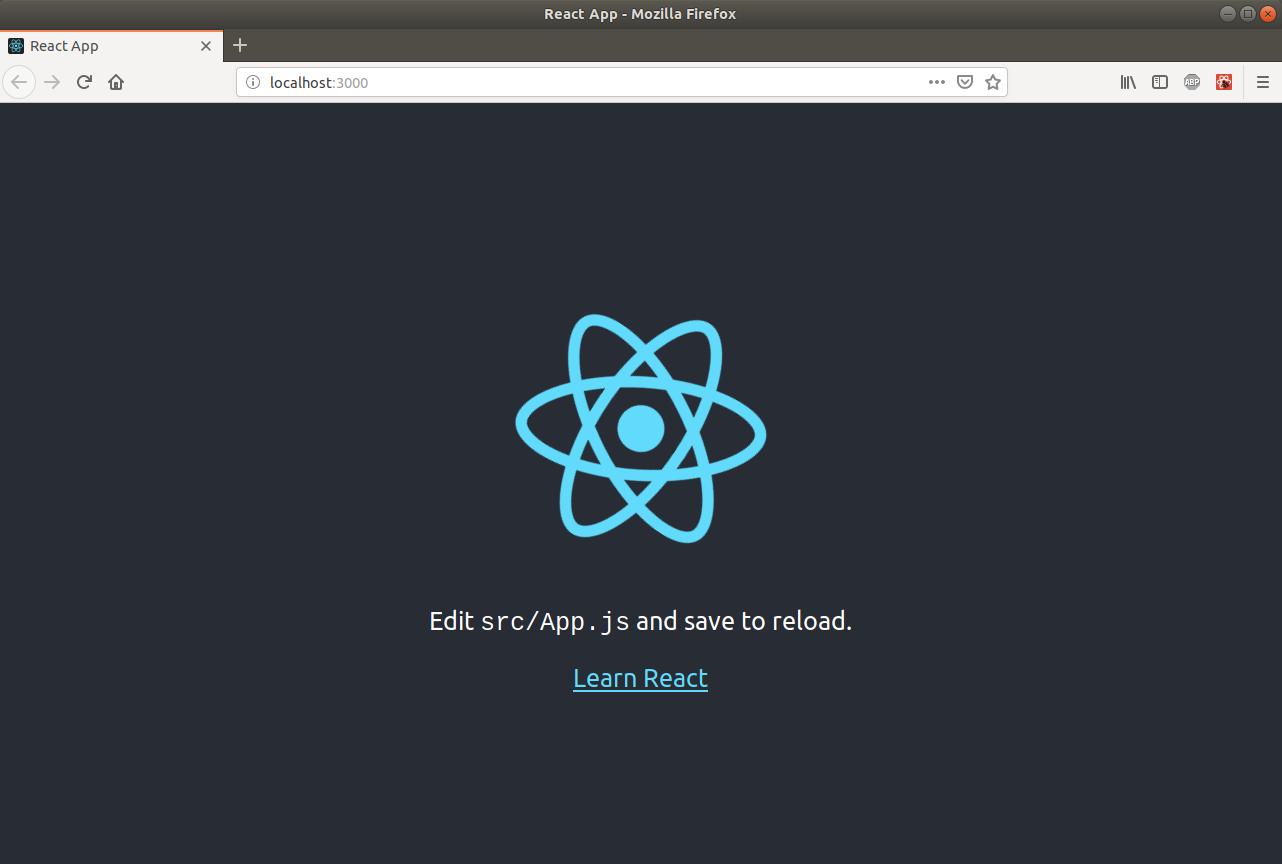 React App - Mozilla Firefox
React App
localhost:3000
ABP
Edit src/App.js and save to reload.
Learn React